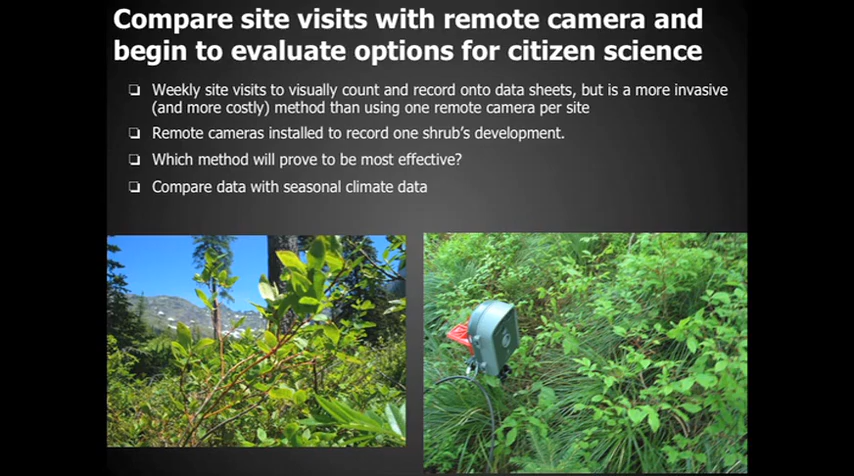 Compare site visits with remote camera and
begin to evaluate options for citizen science
❑ Weekly site visits to visually count and record onto data sheets, but is a more invasive
(and more costly) method than using one remote camera per site
❑ Remote cameras installed to record one shrub's development.
❑ Which method will prove to be most effective?
❑ Compare data with seasonal climate data